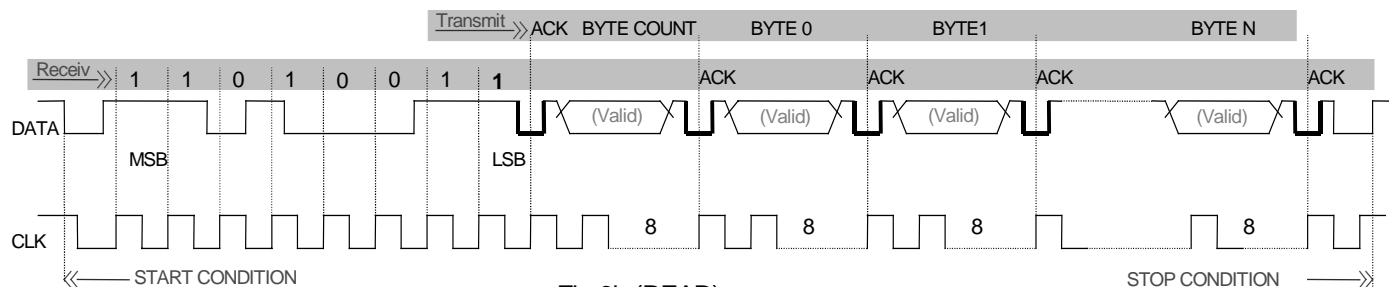 Transmit ACK BYTE COUNT BYTE 0 BYTE1 BYTE N
Receiv 1 1 0 1 0 0 1 1 ACK ACK ACK ACK
DATA (Valid) (Valid) (Valid) (Valid)
MSB LSB
CLK 8 8 8 8
START CONDITION STOP CONDITION